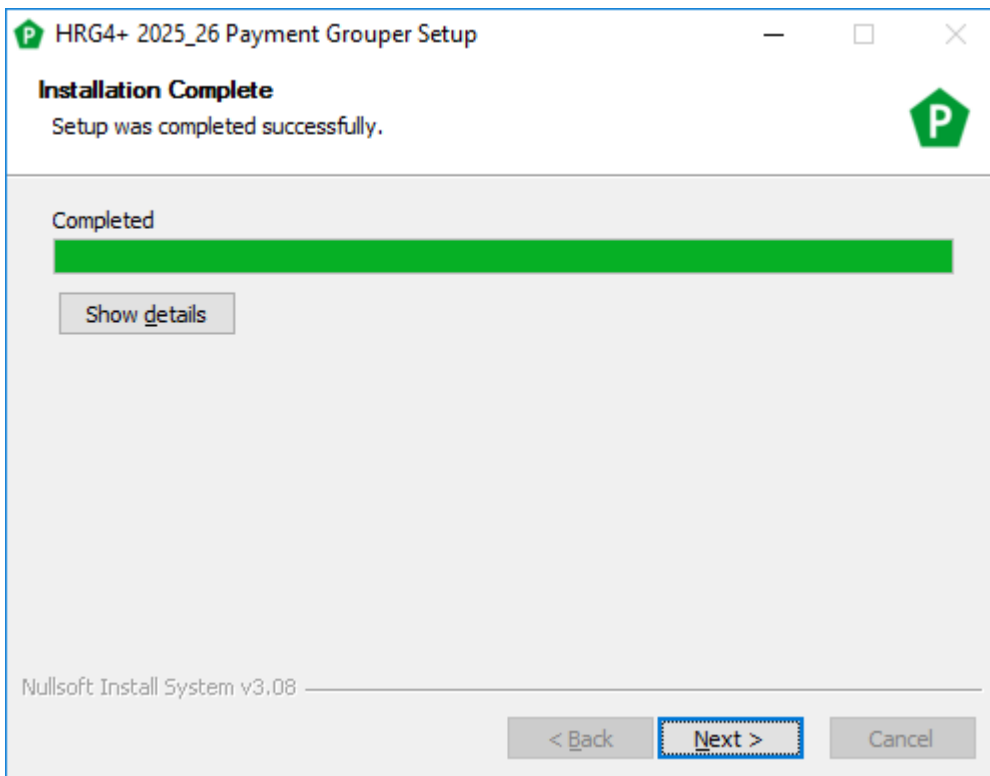 HRG4+ 2025_26 Payment Grouper Setup
Installation Complete
Setup was completed successfully.
P
Completed
Show details
Nullsoft Install System v3.08
< Back
Next >
Cancel